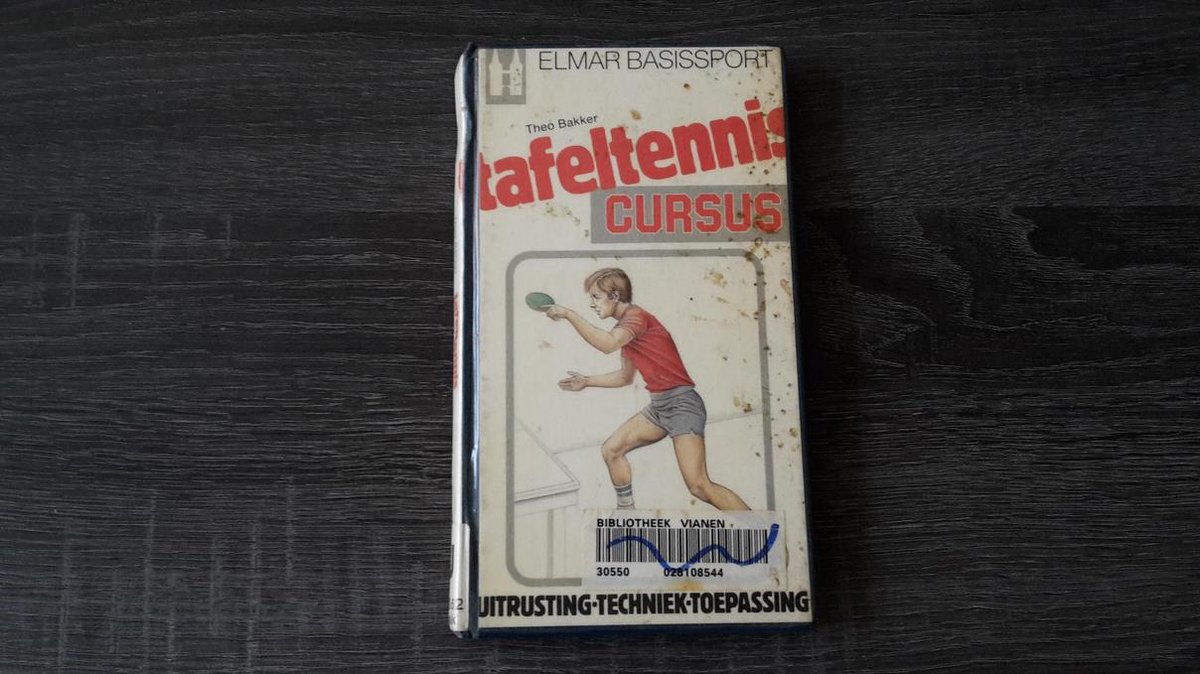 ELMAR BASISSPORT
Theo Bakker
tafeltennis
CURSUS
BIBLIOTHEEK VIANEN
30550 028108544
UITRUSTING-TECHNIEK-TOEPASSING